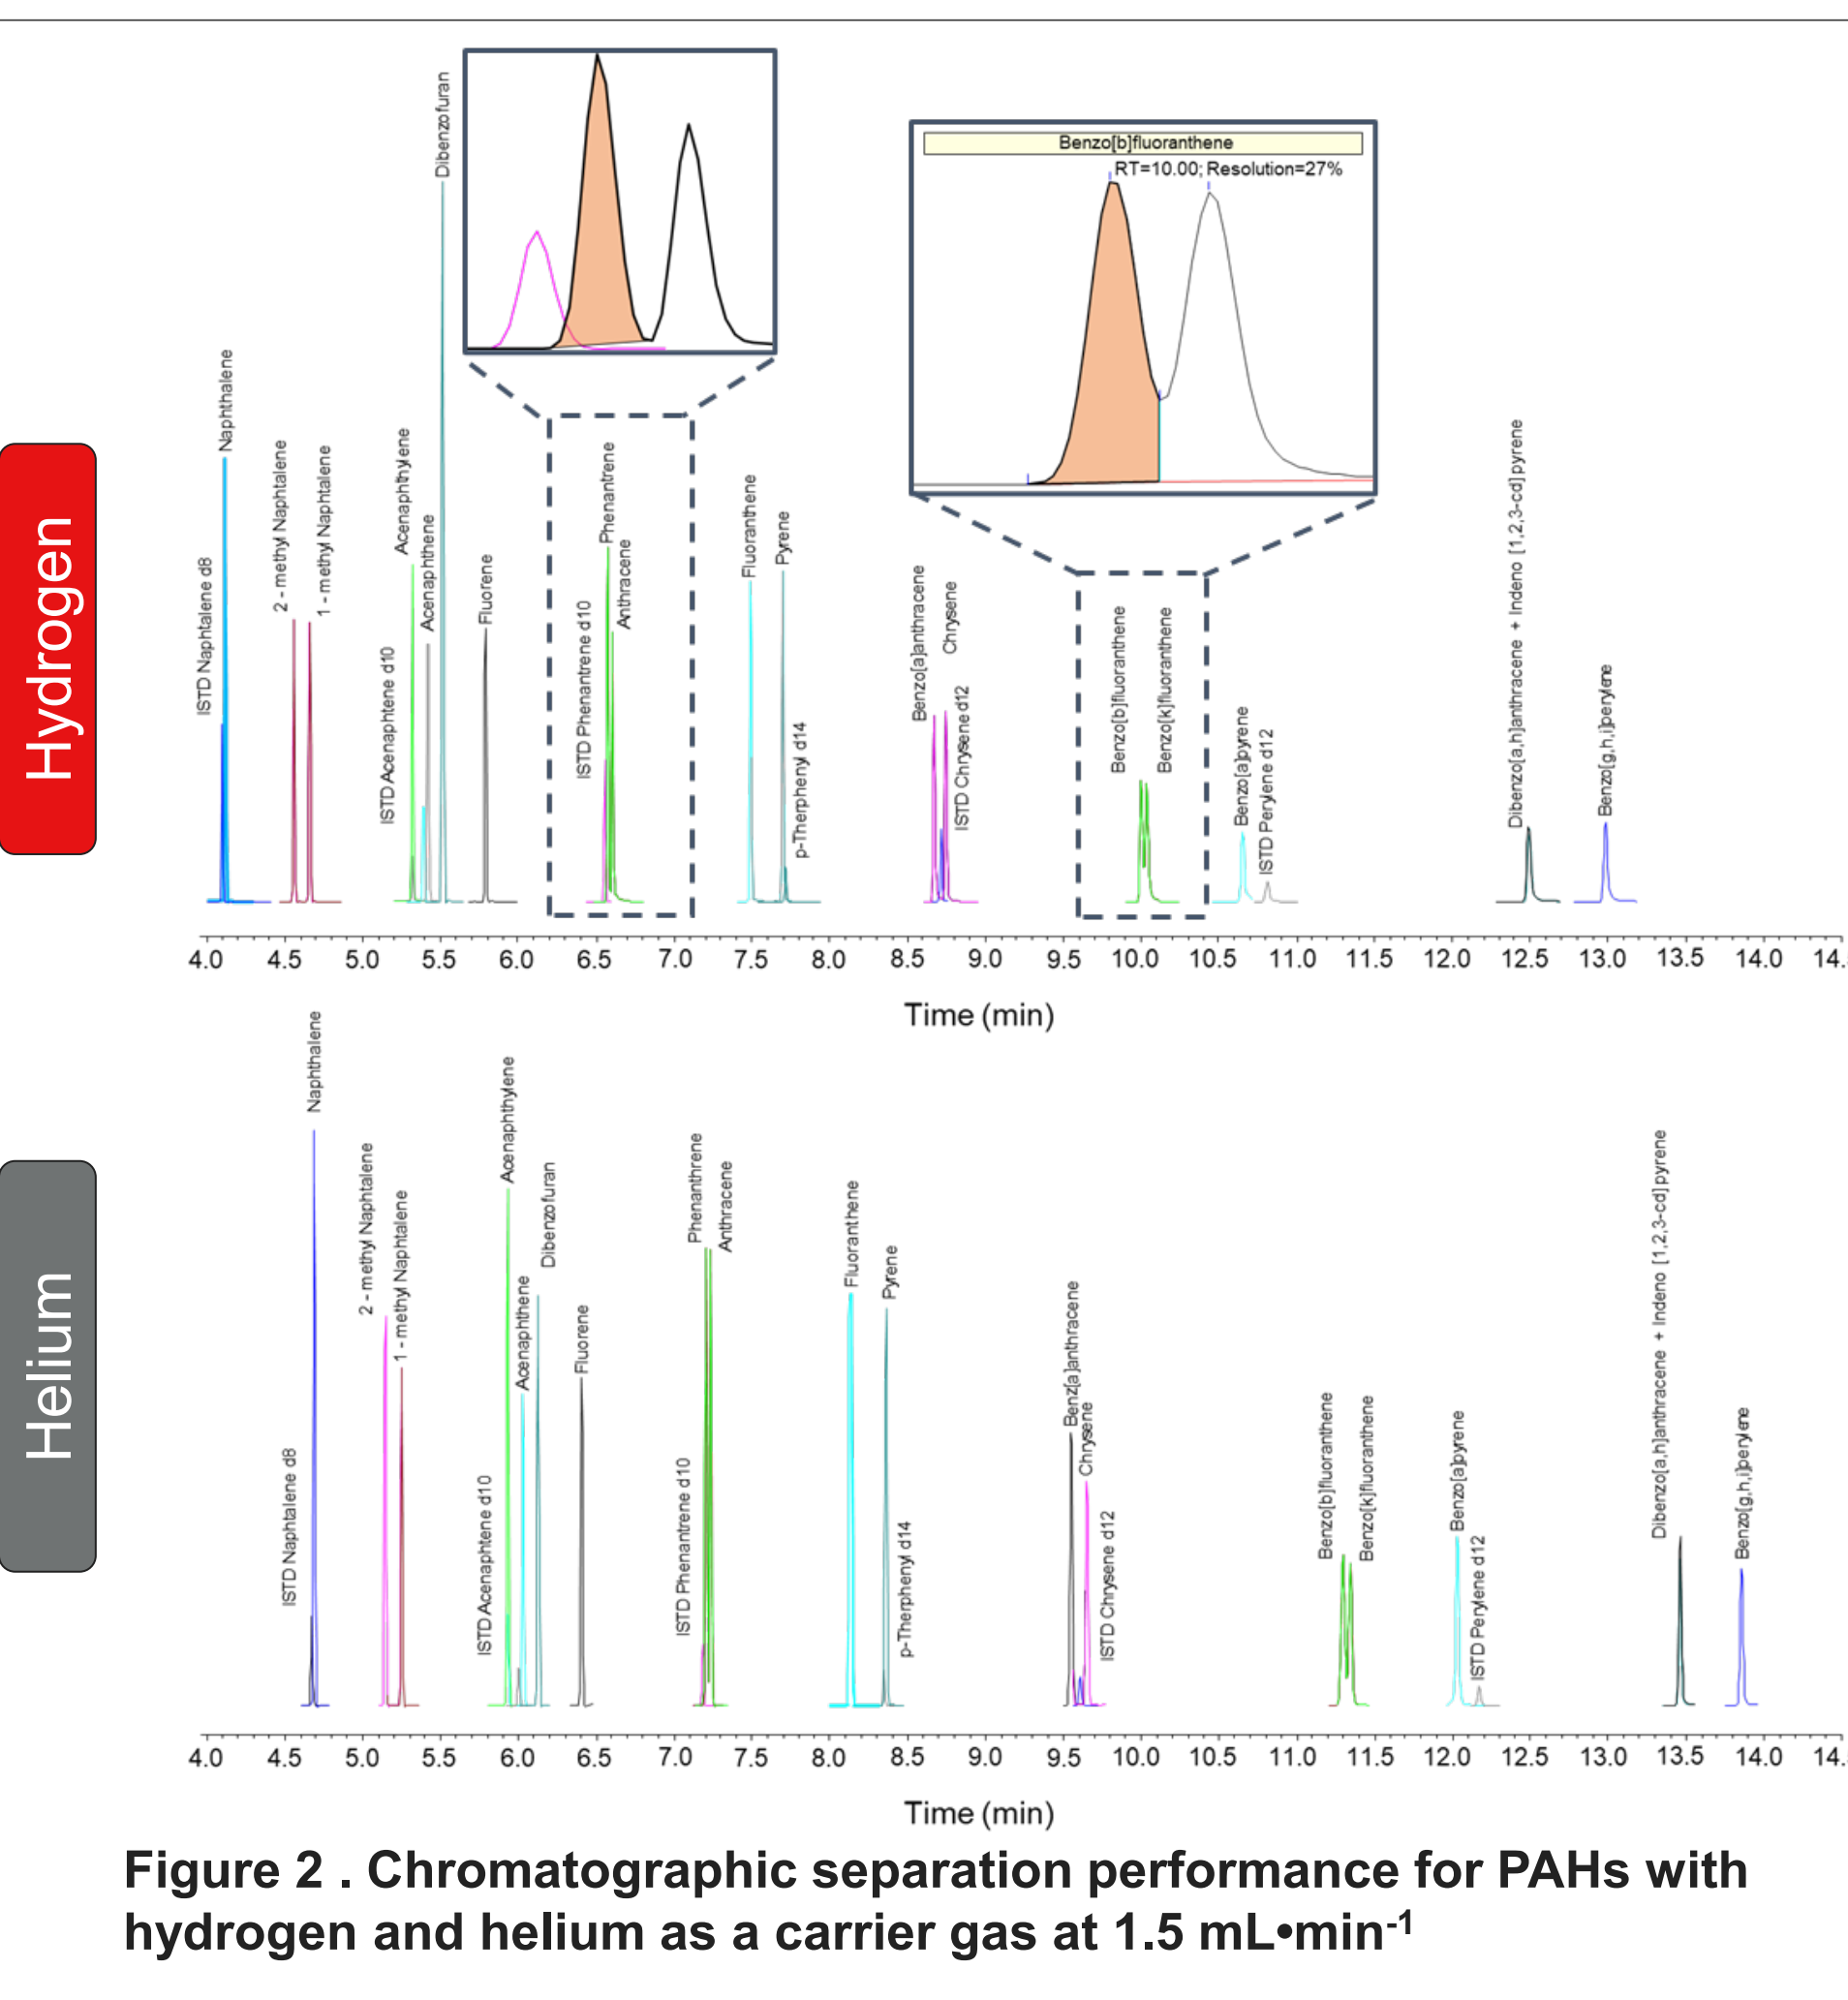 Hydrogen
Dibenzofuran
Naphthalene
ISTD Naphtalene d8
2 - methyl Naphtalene
1 - methyl Naphtalene
Acenaphthylene
ISTD Acenaphtene d10
Acenaphthene
Fluorene
ISTD Phenantrene d10
Phenantrene
Anthracene
Fluoranthene
Pyrene
p-Therphenyl d14
Benzo[a]anthracene
Chrysene
ISTD Chrysene d12
Benzo[b]fluoranthene
RT=10.00; Resolution=27%
Benzo[b]fluoranthene
Benzo[k]fluoranthene
Benzo[a]pyrene
ISTD Perylene d12
Dibenzo[a,h]anthracene + Indeno [1,2,3-cd] pyrene
Benzo[g,h,i]perylene
4.0 4.5 5.0 5.5 6.0 6.5 7.0 7.5 8.0 8.5 9.0 9.5 10.0 10.5 11.0 11.5 12.0 12.5 13.0 13.5 14.0 14.
Time (min)
Helium
Naphthalene
ISTD Naphtalene d8
2 - methyl Naphtalene
1 - methyl Naphtalene
Acenaphthylene
ISTD Acenaphtene d10
Acenaphthene
Dibenzofuran
Fluorene
ISTD Phenantrene d10
Phenanthrene
Anthracene
Fluoranthene
Pyrene
p-Therphenyl d14
Benz[a]anthracene
Chrysene
ISTD Chrysene d12
Benzo[b]fluoranthene
Benzo[k]fluoranthene
Benzo[a]pyrene
ISTD Perylene d12
Dibenzo[a,h]anthracene + Indeno [1,2,3-cd] pyrene
Benzo[g,h,i]perylene
4.0 4.5 5.0 5.5 6.0 6.5 7.0 7.5 8.0 8.5 9.0 9.5 10.0 10.5 11.0 11.5 12.0 12.5 13.0 13.5 14.0 14.
Time (min)
Figure 2 . Chromatographic separation performance for PAHs with
hydrogen and helium as a carrier gas at 1.5 mL•min⁻¹